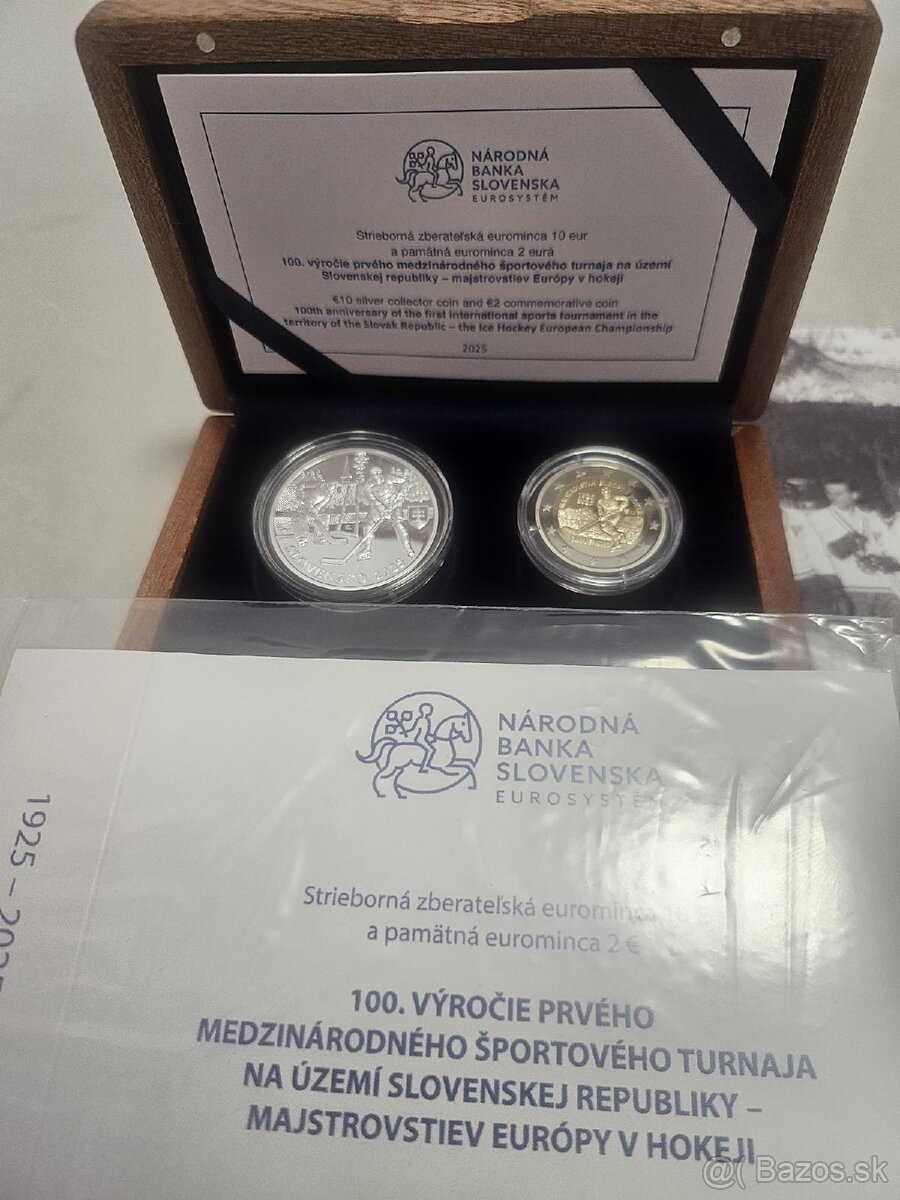 NÁRODNÁ
BANKA
SLOVENSKA
EUROSYSTÉM
Strieborná zberateľská eurominca 10 eur
a pamätná eurominca 2 eurá
100. výročie prvého medzinárodného športového turnaja na území
Slovenskej republiky – majstrovstiev Európy v hokeji
€10 silver collector coin and €2 commemorative coin
100th anniversary of the first international sports tournament in the
territory of the Slovak Republic – the Ice Hockey European Championship
2025
SLOVENSKO 2025
NÁRODNÁ
BANKA
SLOVENSKA
EUROSYSTÉM
1925 – 2025
Strieborná zberateľská eurominca 10
a pamätná eurominca 2 €
100. VÝROČIE PRVÉHO
MEDZINÁRODNÉHO ŠPORTOVÉHO TURNAJA
NA ÚZEMÍ SLOVENSKEJ REPUBLIKY –
MAJSTROVSTIEV EURÓPY V HOKEJI
@( Bazos.sk